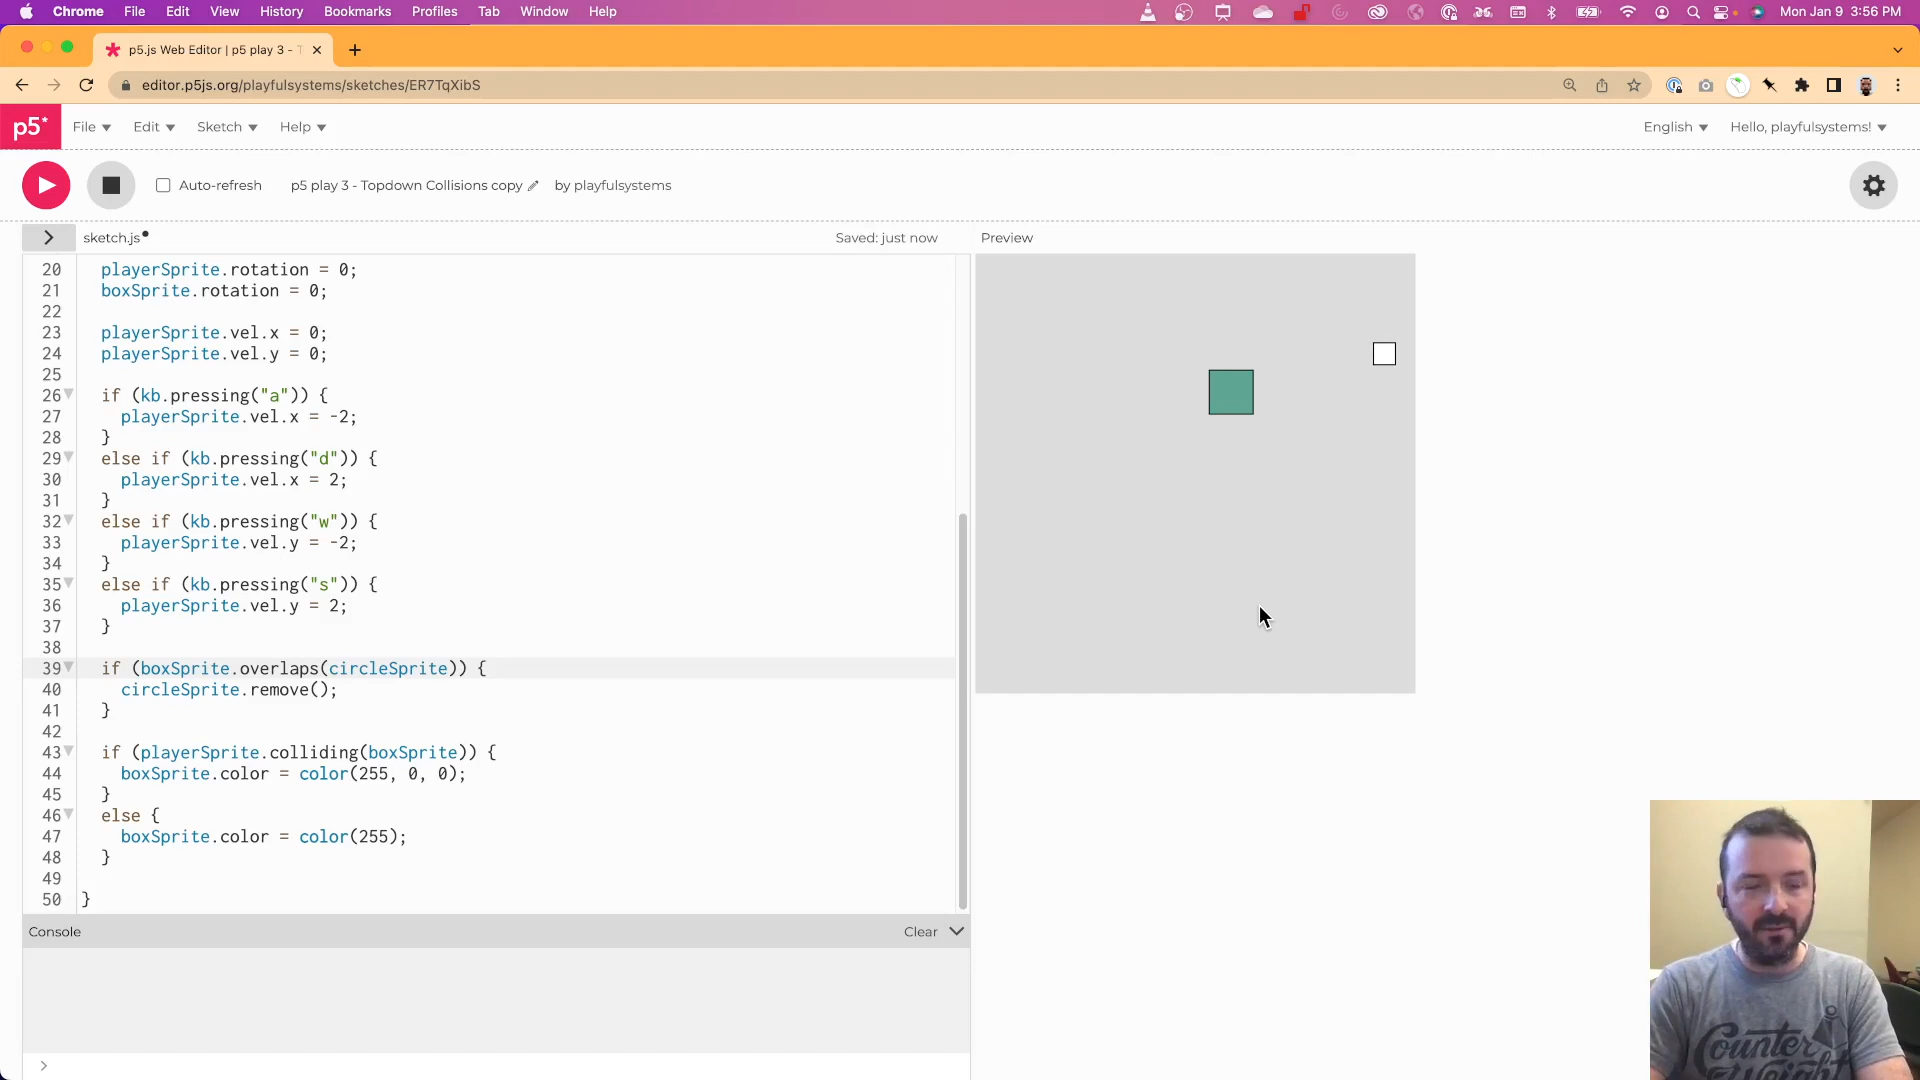 Chrome File Edit View History Bookmarks Profiles Tab Window Help Mon Jan 9 3:56 PM
p5.js Web Editor | p5 play 3 - T
editor.p5js.org/playfulsystems/sketches/ER7TqXibS
p5* File Edit Sketch Help English Hello, playfulsystems!
Auto-refresh p5 play 3 - Topdown Collisions copy by playfulsystems
sketch.js Saved: just now Preview
20 playerSprite.rotation = 0;
21 boxSprite.rotation = 0;
22
23 playerSprite.vel.x = 0;
24 playerSprite.vel.y = 0;
25
26 if (kb.pressing("a")) {
27 playerSprite.vel.x = -2;
28 }
29 else if (kb.pressing("d")) {
30 playerSprite.vel.x = 2;
31 }
32 else if (kb.pressing("w")) {
33 playerSprite.vel.y = -2;
34 }
35 else if (kb.pressing("s")) {
36 playerSprite.vel.y = 2;
37 }
38
39 if (boxSprite.overlaps(circleSprite)) {
40 circleSprite.remove();
41 }
42
43 if (playerSprite.colliding(boxSprite)) {
44 boxSprite.color = color(255, 0, 0);
45 }
46 else {
47 boxSprite.color = color(255);
48 }
49
50 }
Console Clear
>
Counter
Weight